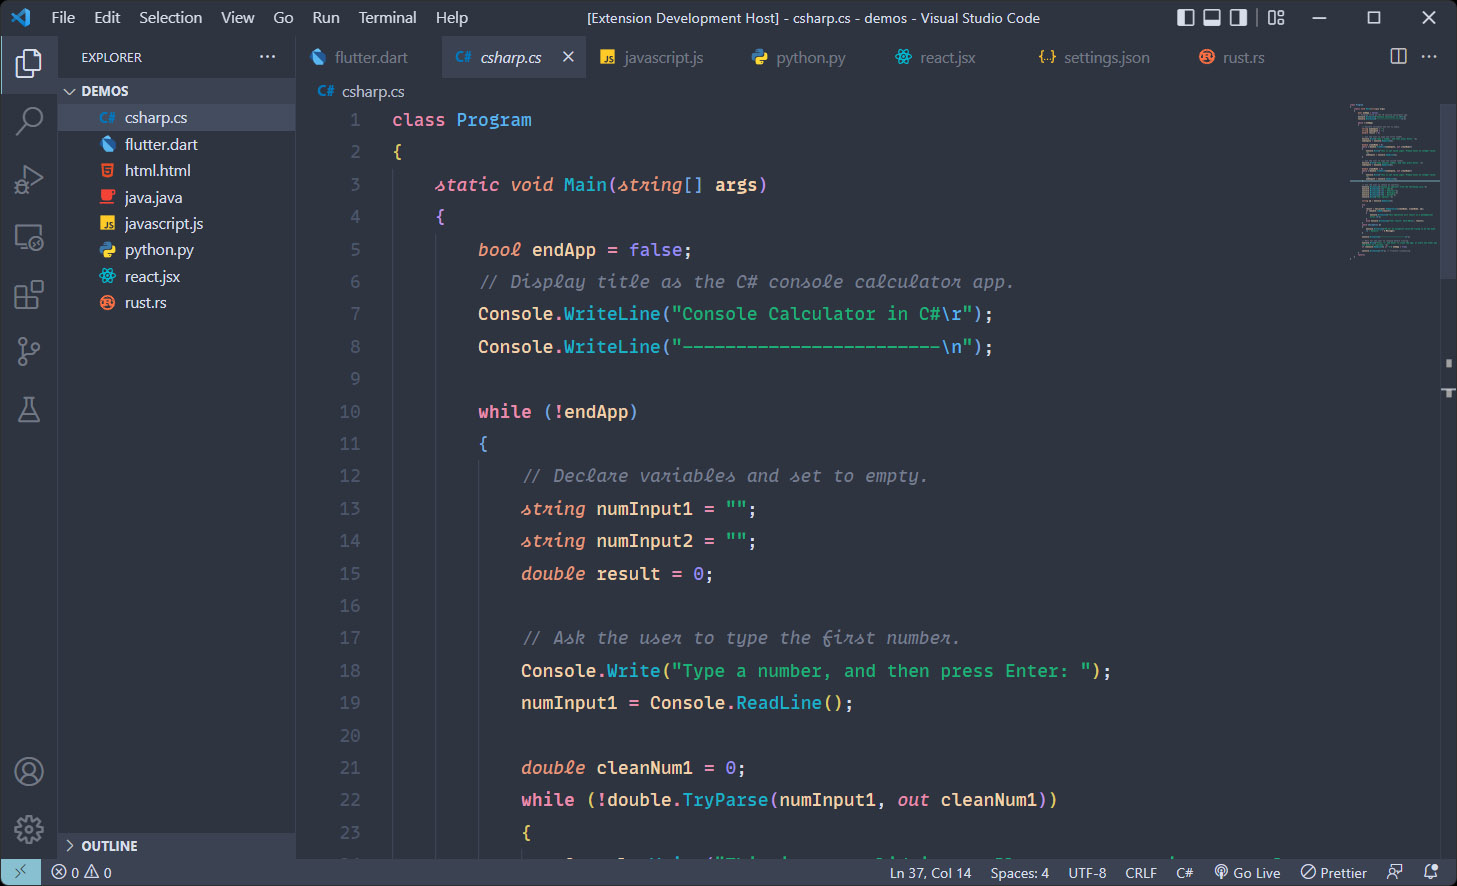 File Edit Selection View Go Run Terminal Help [Extension Development Host] - csharp.cs - demos - Visual Studio Code
EXPLORER
flutter.dart C# csharp.cs JS javascript.js python.py react.jsx {..} settings.json rust.rs
DEMOS
C# csharp.cs
flutter.dart
html.html
java.java
JS javascript.js
python.py
react.jsx
rust.rs
C# csharp.cs
1 class Program
2 {
3 static void Main(string[] args)
4 {
5 bool endApp = false;
6 // Display title as the C# console calculator app.
7 Console.WriteLine("Console Calculator in C#\r");
8 Console.WriteLine("------------------------\n");
9
10 while (!endApp)
11 {
12 // Declare variables and set to empty.
13 string numInput1 = "";
14 string numInput2 = "";
15 double result = 0;
16
17 // Ask the user to type the first number.
18 Console.Write("Type a number, and then press Enter: ");
19 numInput1 = Console.ReadLine();
20
21 double cleanNum1 = 0;
22 while (!double.TryParse(numInput1, out cleanNum1))
23 {
OUTLINE
0 0 Ln 37, Col 14 Spaces: 4 UTF-8 CRLF C# Go Live Prettier